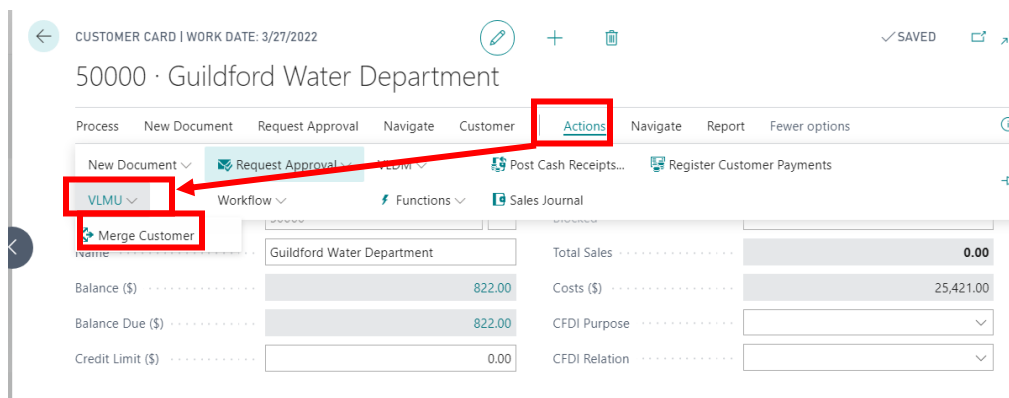 CUSTOMER CARD | WORK DATE: 3/27/2022
SAVED
50000 · Guildford Water Department
Process New Document Request Approval Navigate Customer Actions Navigate Report Fewer options
New Document Request Approval VLDM Post Cash Receipts... Register Customer Payments
VLMU Workflow Functions Sales Journal
Merge Customer 50000 Blocked
Name Guildford Water Department Total Sales 0.00
Balance ($) 822.00 Costs ($) 25,421.00
Balance Due ($) 822.00 CFDI Purpose
Credit Limit ($) 0.00 CFDI Relation